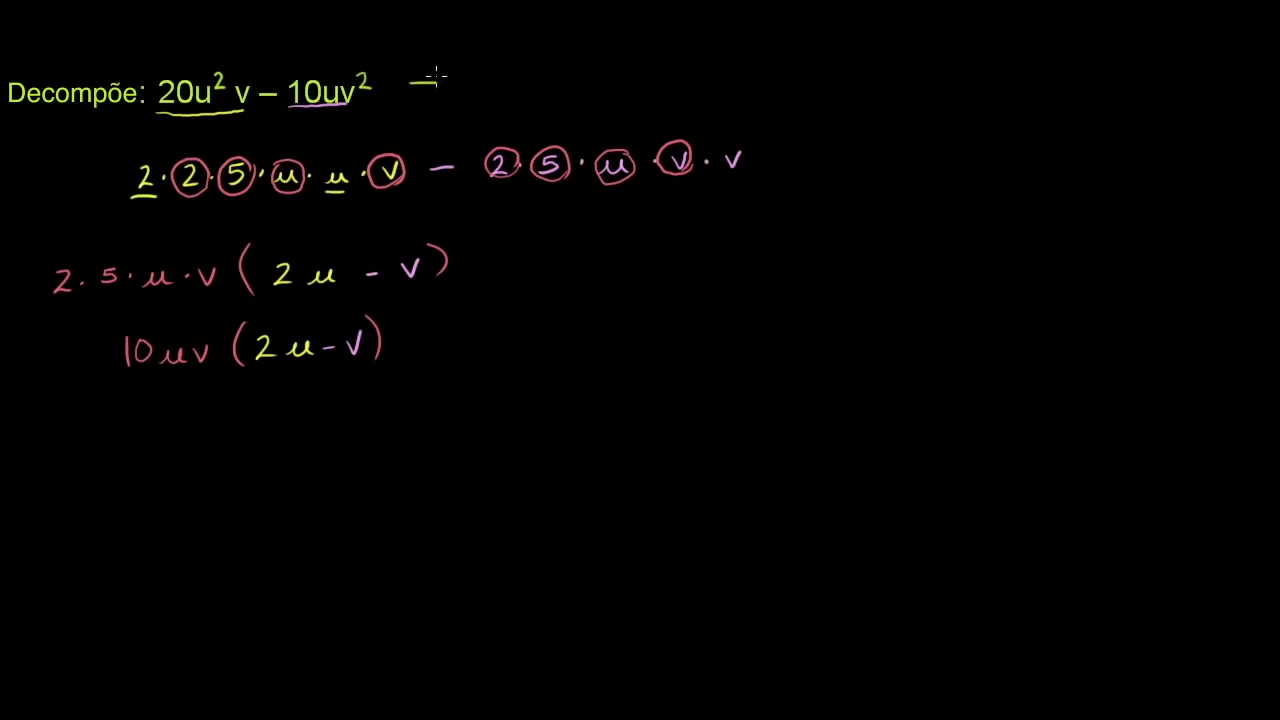 Decompõe: 20u² v – 10uv² –
2 · 2 · 5 · u · u · v – 2 · 5 · u · v · v
2 · 5 · u · v ( 2 u - v )
10 u v ( 2 u - v )